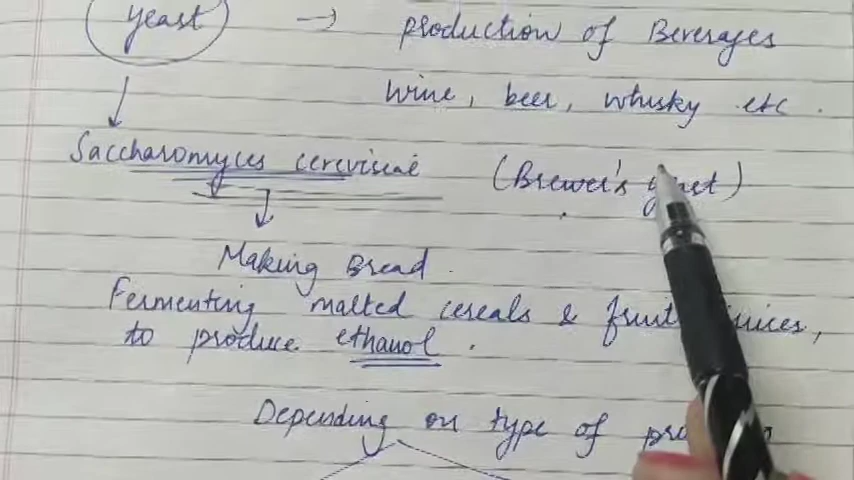 yeast → production of Beverages
wine, beer, whisky etc.
Saccharomyces cerevisiae (Brewer's
Making Bread.
Fermenting malted cereals & fruit juices,
to produce ethanol.
Depending on type of